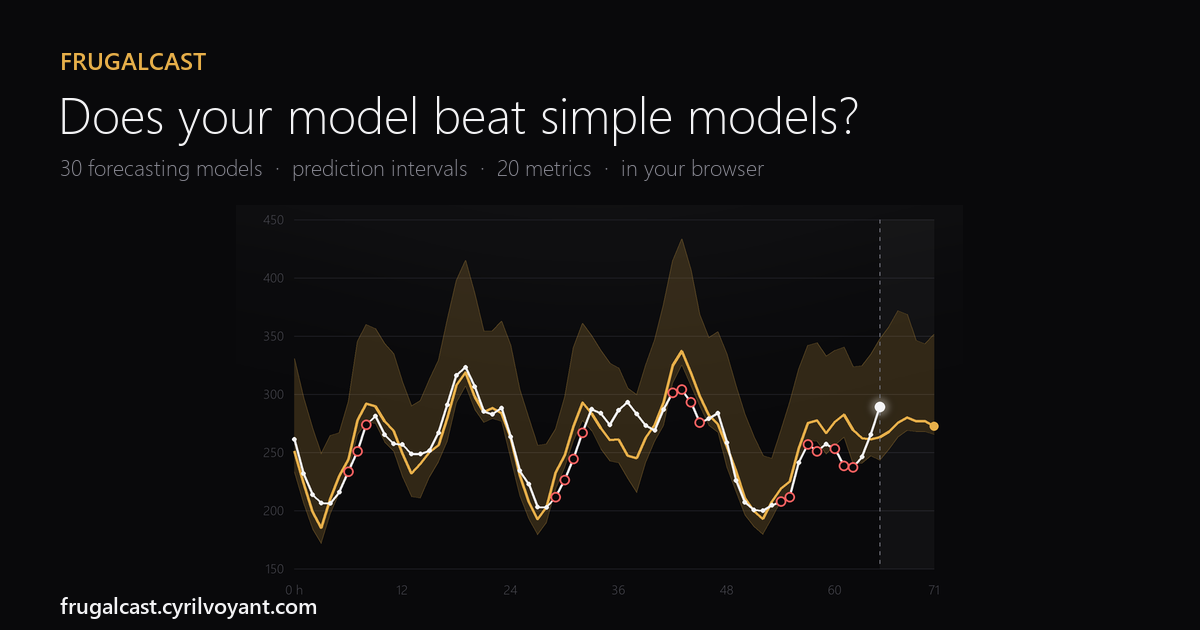 FRUGALCAST
Does your model beat simple models?
30 forecasting models · prediction intervals · 20 metrics · in your browser
450
400
350
300
250
200
150
0 h 12 24 36 48 60 71
frugalcast.cyrilvoyant.com